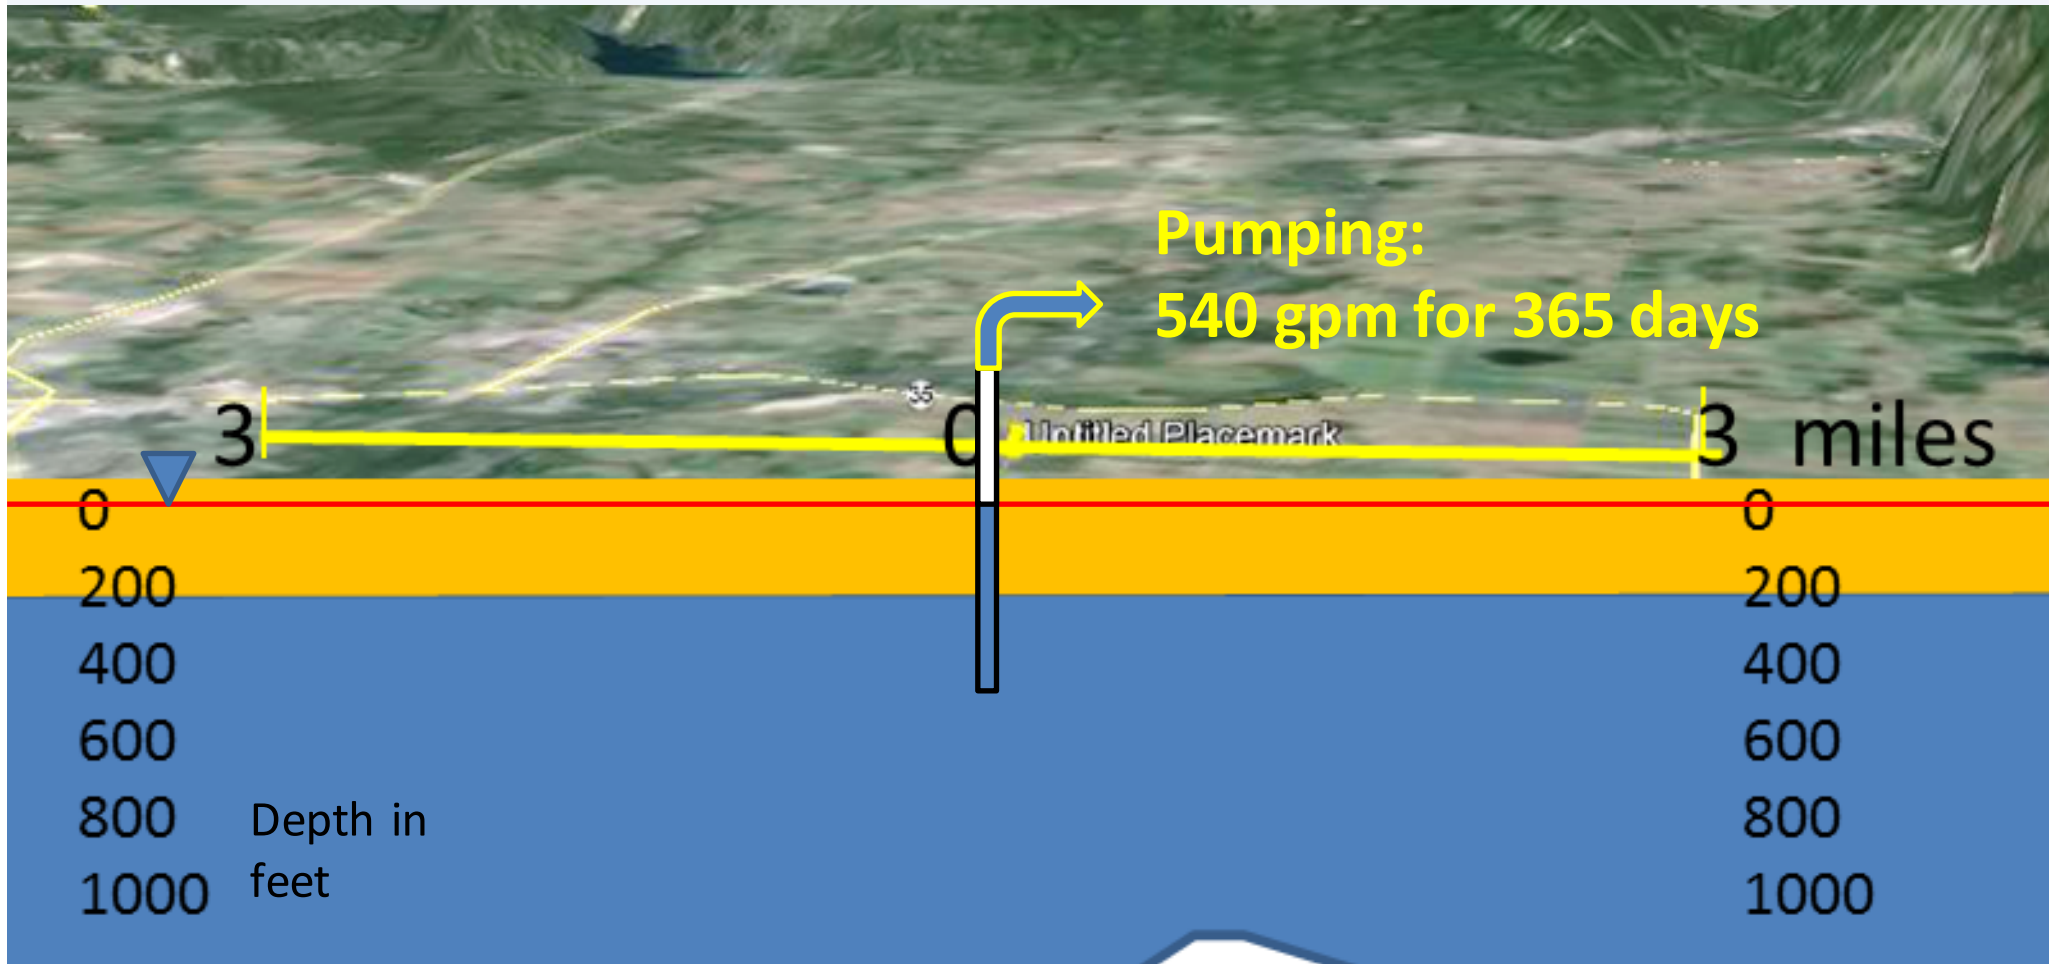 Pumping:
540 gpm for 365 days
35
3 0 3 miles
Untitled Placemark
0 0
200 200
400 400
600 600
800 800
Depth in
feet
1000 1000